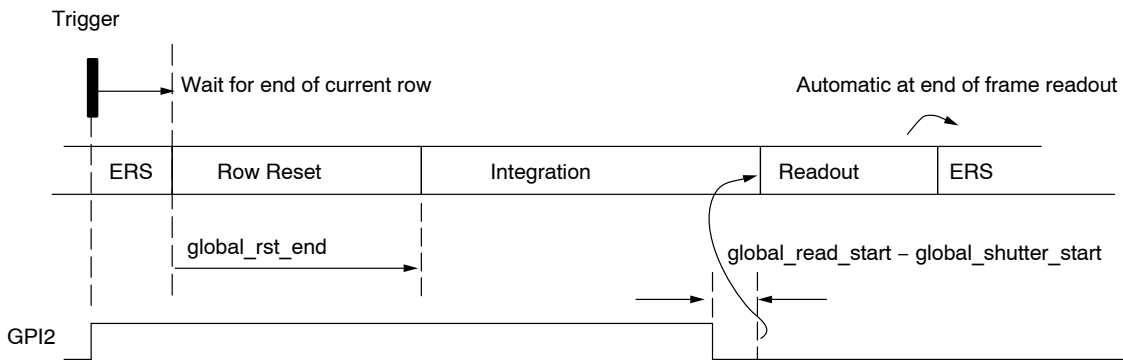 Trigger
Wait for end of current row
Automatic at end of frame readout
ERS
Row Reset
Integration
Readout
ERS
global_rst_end
global_read_start − global_shutter_start
GPI2